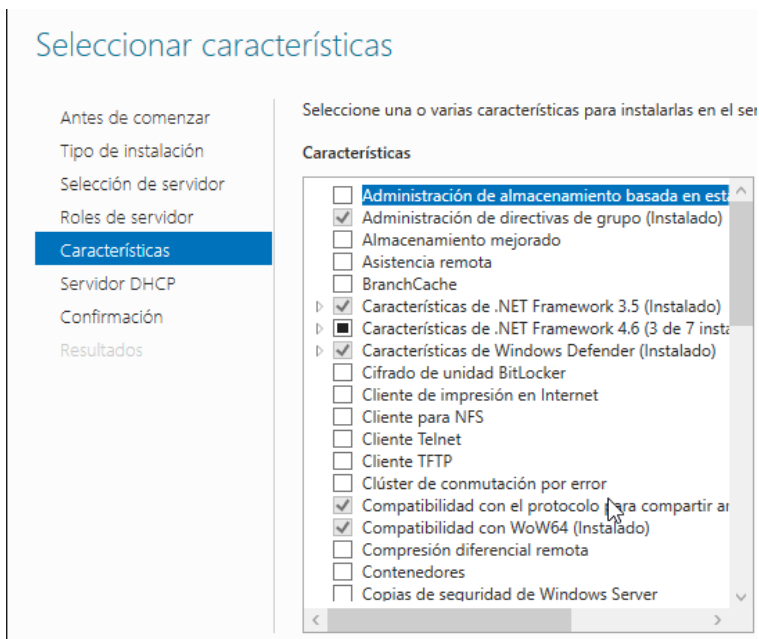 Seleccionar características
Antes de comenzar
Tipo de instalación
Selección de servidor
Roles de servidor
Características
Servidor DHCP
Confirmación
Resultados
Seleccione una o varias características para instalarlas en el ser
Características
Administración de almacenamiento basada en está
Administración de directivas de grupo (Instalado)
Almacenamiento mejorado
Asistencia remota
BranchCache
Características de .NET Framework 3.5 (Instalado)
Características de .NET Framework 4.6 (3 de 7 insta
Características de Windows Defender (Instalado)
Cifrado de unidad BitLocker
Cliente de impresión en Internet
Cliente para NFS
Cliente Telnet
Cliente TFTP
Clúster de conmutación por error
Compatibilidad con el protocolo para compartir ar
Compatibilidad con WoW64 (Instalado)
Compresión diferencial remota
Contenedores
Copias de seguridad de Windows Server